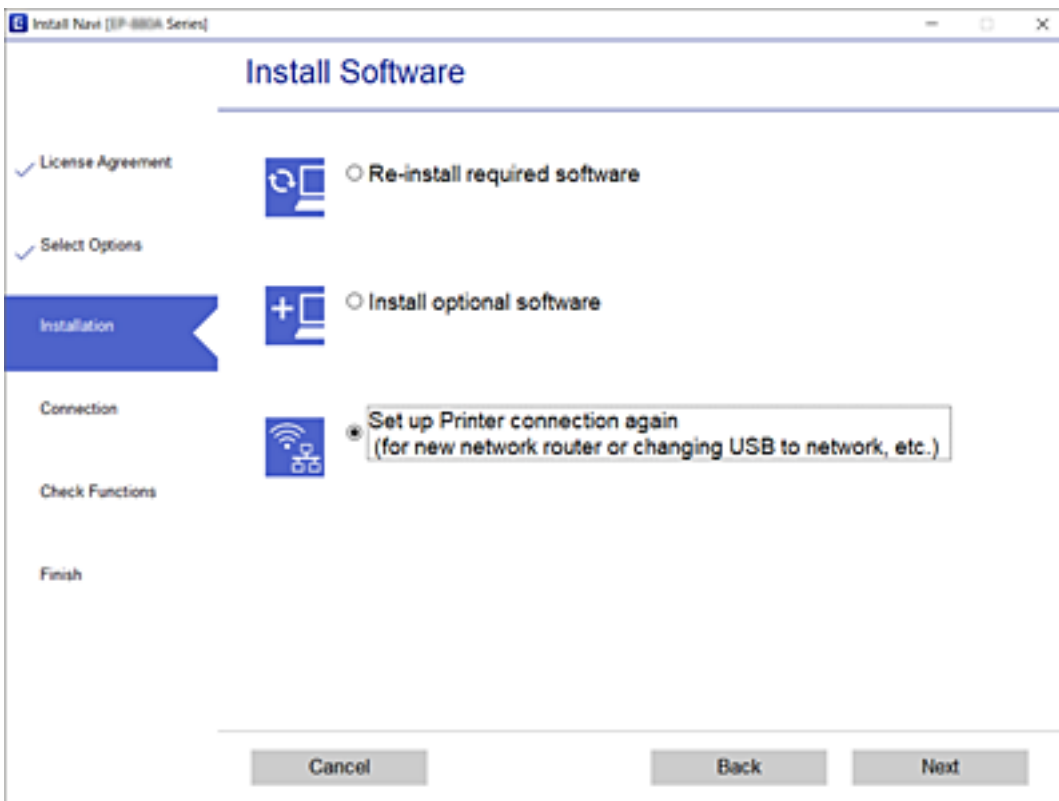 Install Navi [EP-880A Series]
Install Software
License Agreement
Select Options
Installation
Connection
Check Functions
Finish
Re-install required software
Install optional software
Set up Printer connection again
(for new network router or changing USB to network, etc.)
Cancel
Back
Next